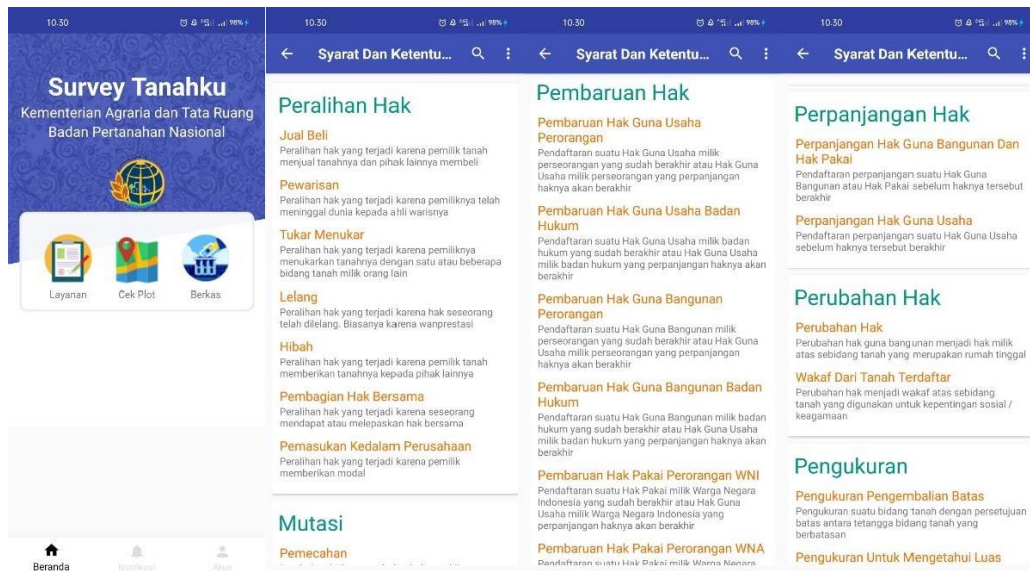 10.30
98%
Survey Tanahku
Kementerian Agraria dan Tata Ruang
Badan Pertanahan Nasional
Layanan
Cek Plot
Berkas
Beranda
Notifikasi
Akun
10.30
98%
Syarat Dan Ketentu...
Peralihan Hak
Jual Beli
Peralihan hak yang terjadi karena pemilik tanah
menjual tanahnya dan pihak lainnya membeli
Pewarisan
Peralihan hak yang terjadi karena pemiliknya telah
meninggal dunia kepada ahli warisnya
Tukar Menukar
Peralihan hak yang terjadi karena pemiliknya
menukarkan tanahnya dengan satu atau beberapa
bidang tanah milik orang lain
Lelang
Peralihan hak yang terjadi karena hak seseorang
telah dilelang. Biasanya karena wanprestasi
Hibah
Peralihan hak yang terjadi karena pemilik tanah
memberikan tanahnya kepada pihak lainnya
Pembagian Hak Bersama
Peralihan hak yang terjadi karena seseorang
mendapat atau melepaskan hak bersama
Pemasukan Kedalam Perusahaan
Peralihan hak yang terjadi karena pemilik
memberikan modal
Mutasi
Pemecahan
10.30
98%
Syarat Dan Ketentu...
Pembaruan Hak
Pembaruan Hak Guna Usaha
Perorangan
Pendaftaran suatu Hak Guna Usaha milik
perseorangan yang sudah berakhir atau Hak Guna
Usaha milik perseorangan yang perpanjangan
haknya akan berakhir
Pembaruan Hak Guna Usaha Badan
Hukum
Pendaftaran suatu Hak Guna Usaha milik badan
hukum yang sudah berakhir atau Hak Guna Usaha
milik badan hukum yang perpanjangan haknya akan
berakhir
Pembaruan Hak Guna Bangunan
Perorangan
Pendaftaran suatu Hak Guna Bangunan milik
perseorangan yang sudah berakhir atau Hak Guna
Usaha milik perseorangan yang perpanjangan
haknya akan berakhir
Pembaruan Hak Guna Bangunan Badan
Hukum
Pendaftaran suatu Hak Guna Bangunan milik badan
hukum yang sudah berakhir atau Hak Guna Usaha
milik badan hukum yang perpanjangan haknya akan
berakhir
Pembaruan Hak Pakai Perorangan WNI
Pendaftaran suatu Hak Pakai milik Warga Negara
Indonesia yang sudah berakhir atau Hak Guna
Usaha milik Warga Negara Indonesia yang
perpanjangan haknya akan berakhir
Pembaruan Hak Pakai Perorangan WNA
Pendaftaran suatu Hak Pakai milik Warga Negara
10.30
98%
Syarat Dan Ketentu...
Perpanjangan Hak
Perpanjangan Hak Guna Bangunan Dan
Hak Pakai
Pendaftaran perpanjangan suatu Hak Guna
Bangunan atau Hak Pakai sebelum haknya tersebut
berakhir
Perpanjangan Hak Guna Usaha
Pendaftaran perpanjangan suatu Hak Guna Usaha
sebelum haknya tersebut berakhir
Perubahan Hak
Perubahan Hak
Perubahan hak guna bangunan menjadi hak milik
atas sebidang tanah yang merupakan rumah tinggal
Wakaf Dari Tanah Terdaftar
Perubahan hak menjadi wakaf atas sebidang
tanah yang digunakan untuk kepentingan sosial /
keagamaan
Pengukuran
Pengukuran Pengembalian Batas
Pengukuran suatu bidang tanah dengan persetujuan
batas antara tetangga bidang tanah yang
berbatasan
Pengukuran Untuk Mengetahui Luas